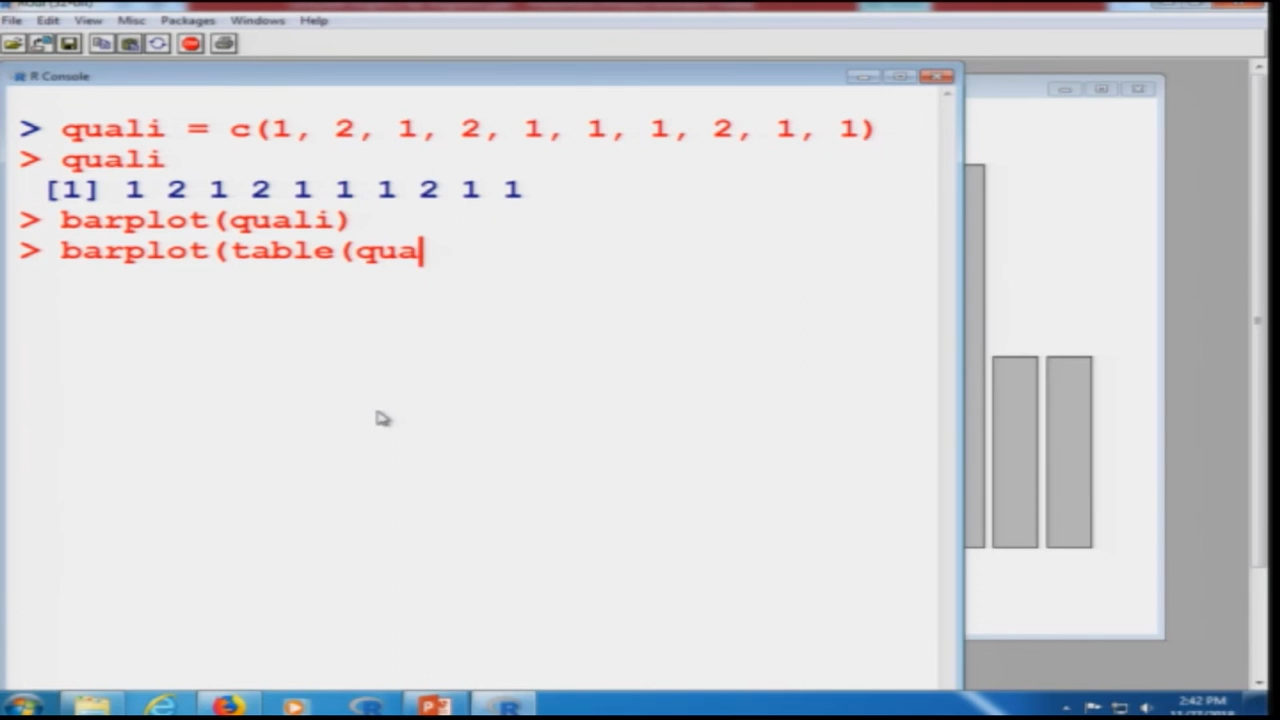 File Edit View Misc Packages Windows Help
R Console
> quali = c(1, 2, 1, 2, 1, 1, 1, 2, 1, 1)
> quali
[1] 1 2 1 2 1 1 1 2 1 1
> barplot(quali)
> barplot(table(qua
2:42 PM